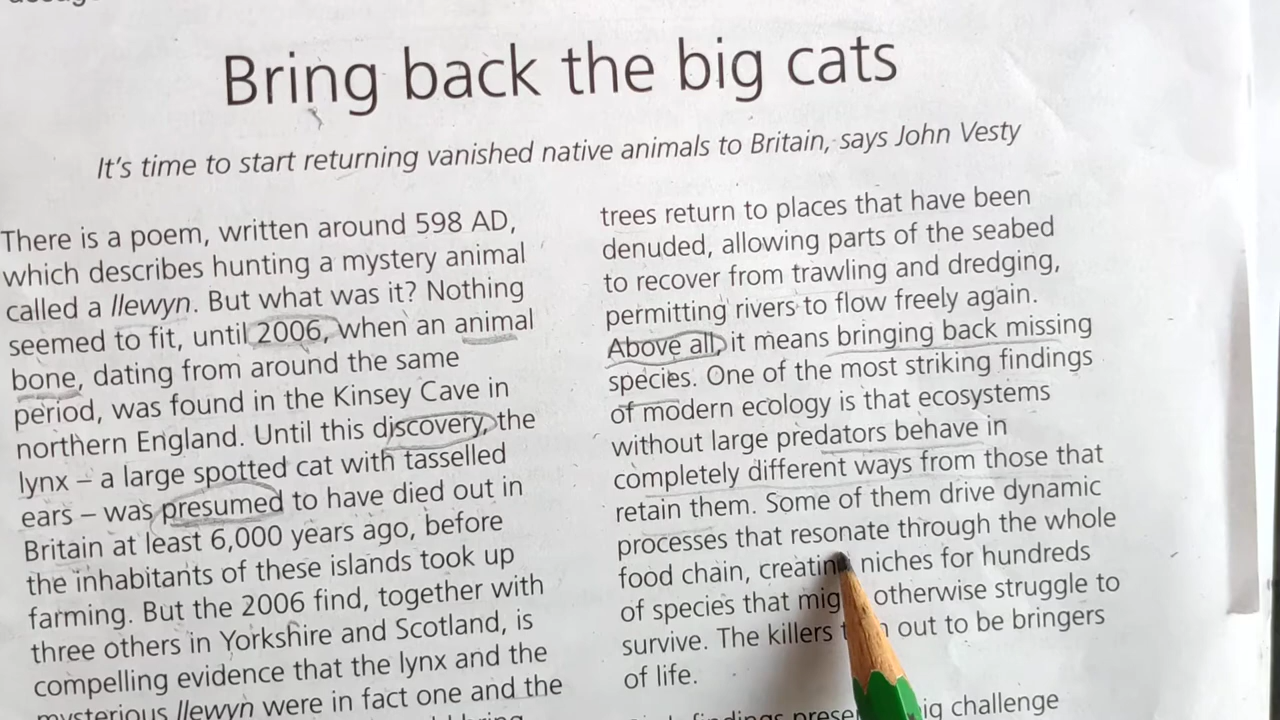 Bring back the big cats
It's time to start returning vanished native animals to Britain, says John Vesty
There is a poem, written around 598 AD,
which describes hunting a mystery animal
called a llewyn. But what was it? Nothing
seemed to fit, until 2006, when an animal
bone, dating from around the same
period, was found in the Kinsey Cave in
northern England. Until this discovery, the
lynx – a large spotted cat with tasselled
ears – was presumed to have died out in
Britain at least 6,000 years ago, before
the inhabitants of these islands took up
farming. But the 2006 find, together with
three others in Yorkshire and Scotland, is
compelling evidence that the lynx and the
mysterious llewyn were in fact one and the
trees return to places that have been
denuded, allowing parts of the seabed
to recover from trawling and dredging,
permitting rivers to flow freely again.
Above all, it means bringing back missing
species. One of the most striking findings
of modern ecology is that ecosystems
without large predators behave in
completely different ways from those that
retain them. Some of them drive dynamic
processes that resonate through the whole
food chain, niches for hundreds
of species that otherwise struggle to
survive. The killers out to be bringers
of life.
challenge